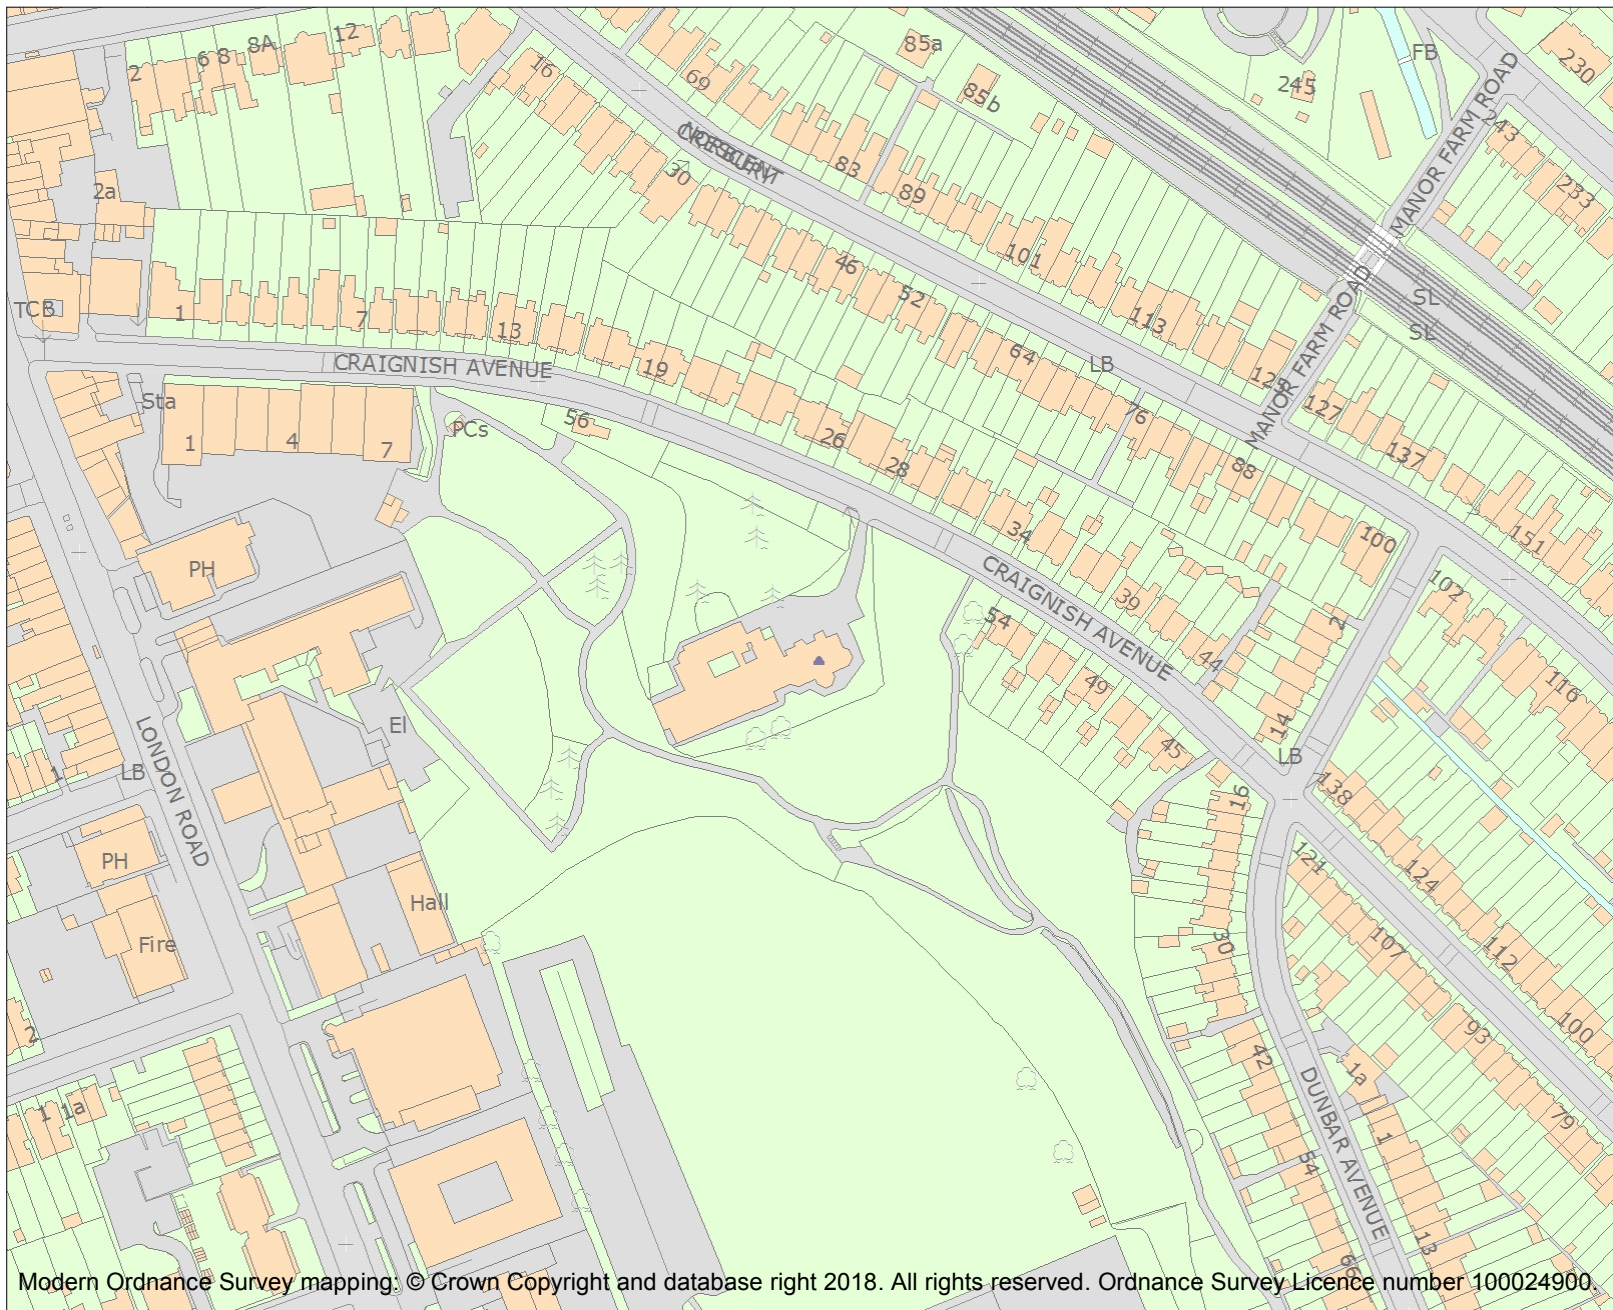 2
6 8
8A
12
16
69
85a
85b
245
FB
230
MANOR FARM ROAD
243
233
2a
30
NORBURY
CRESCENT
83
89
101
113
125
46
52
64
LB
76
88
100
MANOR FARM ROAD
SL
SL
127
137
151
TCB
1
7
13
19
CRAIGNISH AVENUE
Sta
1
4
7
PCs
56
26
28
34
39
44
CRAIGNISH AVENUE
54
49
45
2
14
102
116
PH
El
LONDON ROAD
1
LB
PH
Fire
Hall
2
1
1a
LB
16
138
121
124
107
112
30
100
93
79
42
1a
1
DUNBAR AVENUE
54
13
66
Modern Ordnance Survey mapping: © Crown Copyright and database right 2018. All rights reserved. Ordnance Survey Licence number 100024900.